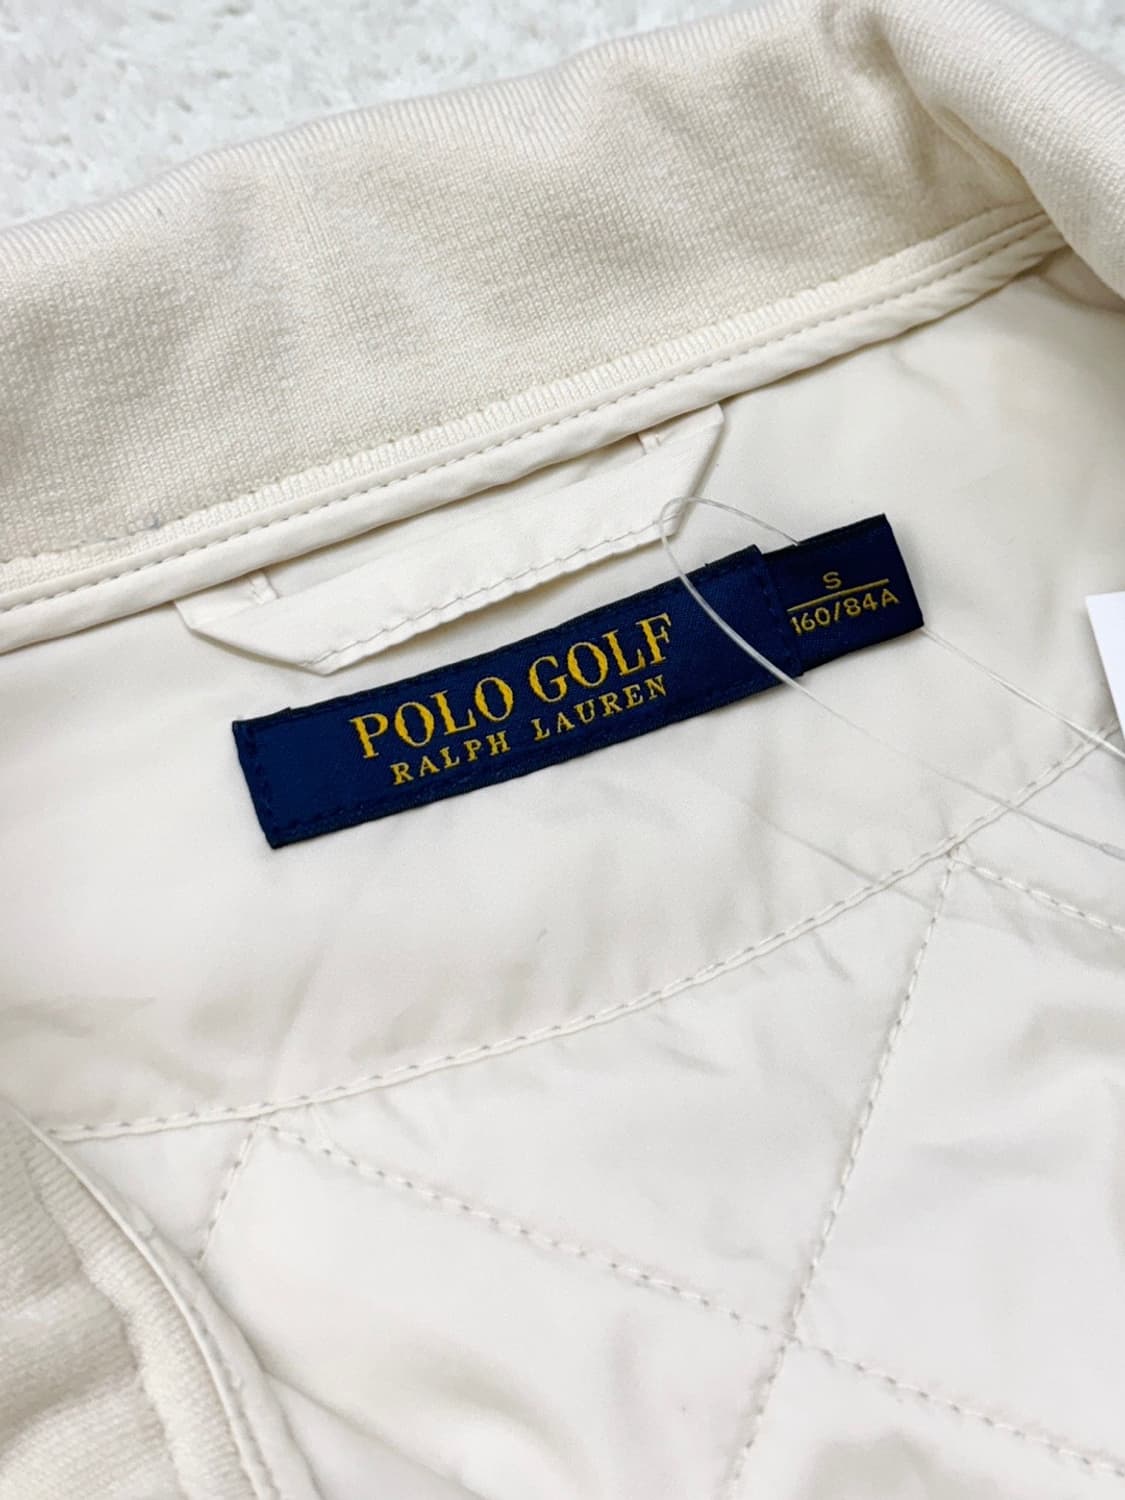 POLO GOLF
RALPH LAUREN
S
160/84A